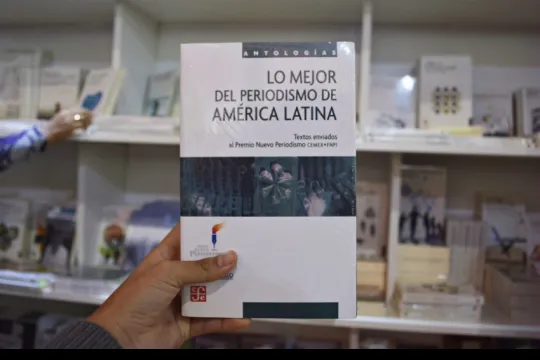 ANTOLOGÍAS
LO MEJOR
DEL PERIODISMO DE
AMÉRICA LATINA
Textos enviados
al Premio Nuevo Periodismo CEMEX•FNPI